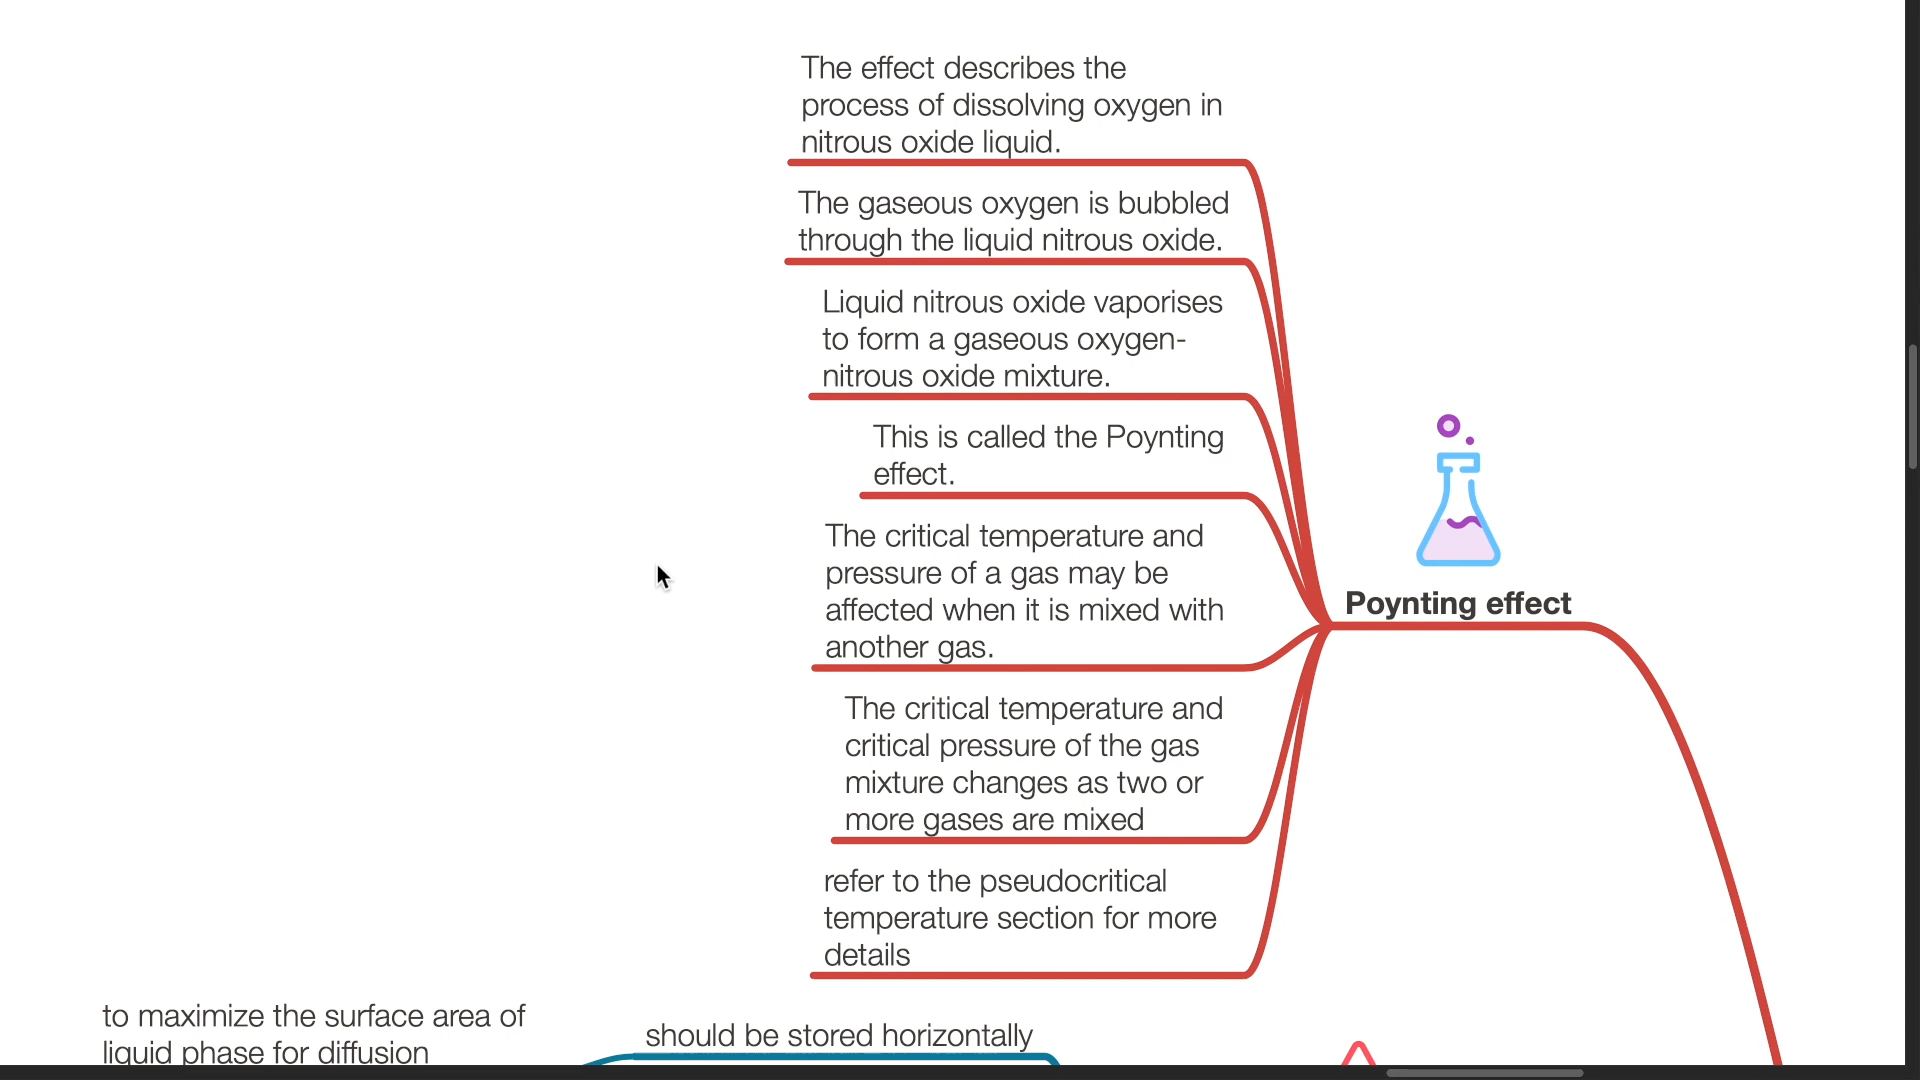 The effect describes the
process of dissolving oxygen in
nitrous oxide liquid.
The gaseous oxygen is bubbled
through the liquid nitrous oxide.
Liquid nitrous oxide vaporises
to form a gaseous oxygen-
nitrous oxide mixture.
This is called the Poynting
effect.
The critical temperature and
pressure of a gas may be
affected when it is mixed with
another gas.
The critical temperature and
critical pressure of the gas
mixture changes as two or
more gases are mixed
refer to the pseudocritical
temperature section for more
details
Poynting effect
to maximize the surface area of
liquid phase for diffusion
should be stored horizontally